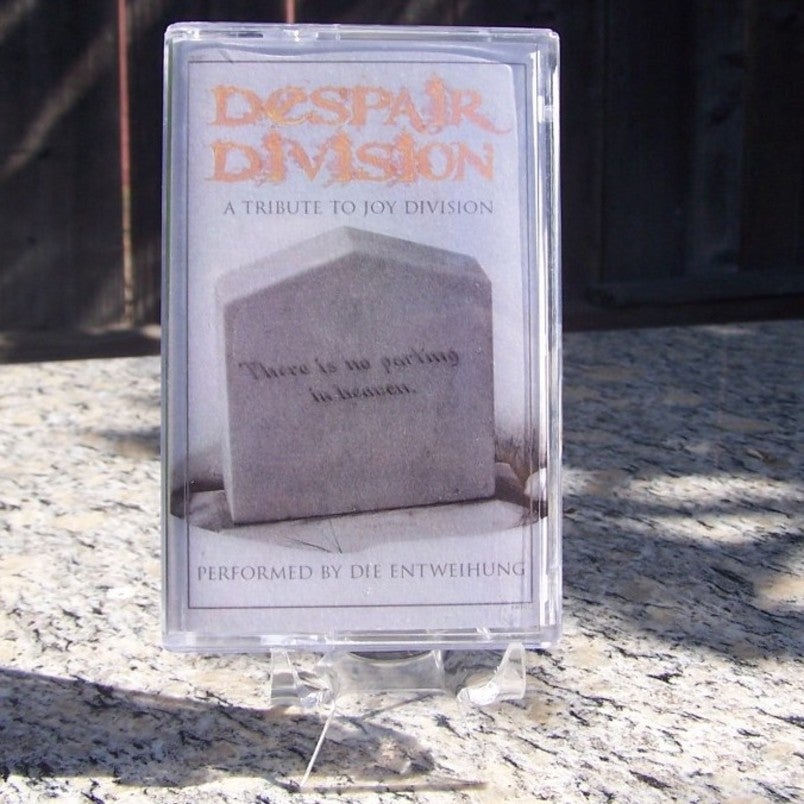 DESPAIR
DIVISION
A TRIBUTE TO JOY DIVISION
There is no parting
in heaven.
PERFORMED BY DIE ENTWEIHUNG